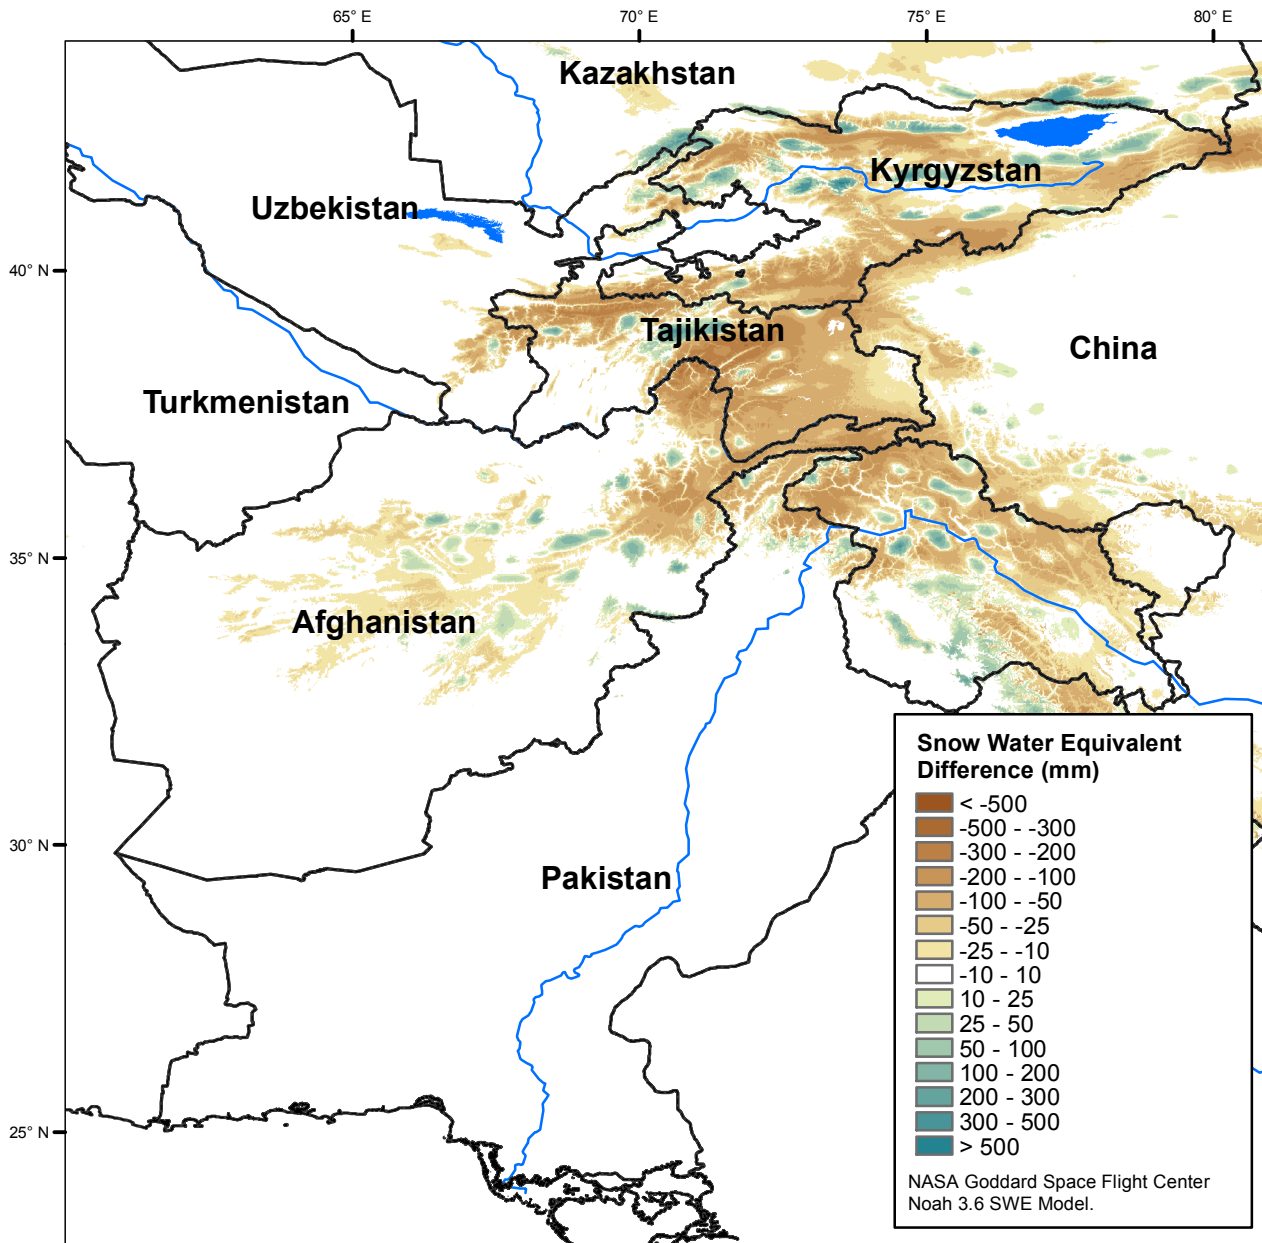 65° E 70° E 75° E 80° E
Kazakhstan
Kyrgyzstan
Uzbekistan
40° N
Tajikistan
China
Turkmenistan
35° N
Afghanistan
Snow Water Equivalent
Difference (mm)
< -500
-500 - -300
-300 - -200
30° N
-200 - -100
Pakistan
-100 - -50
-50 - -25
-25 - -10
-10 - 10
10 - 25
25 - 50
50 - 100
100 - 200
200 - 300
300 - 500
25° N
> 500
NASA Goddard Space Flight Center
Noah 3.6 SWE Model.